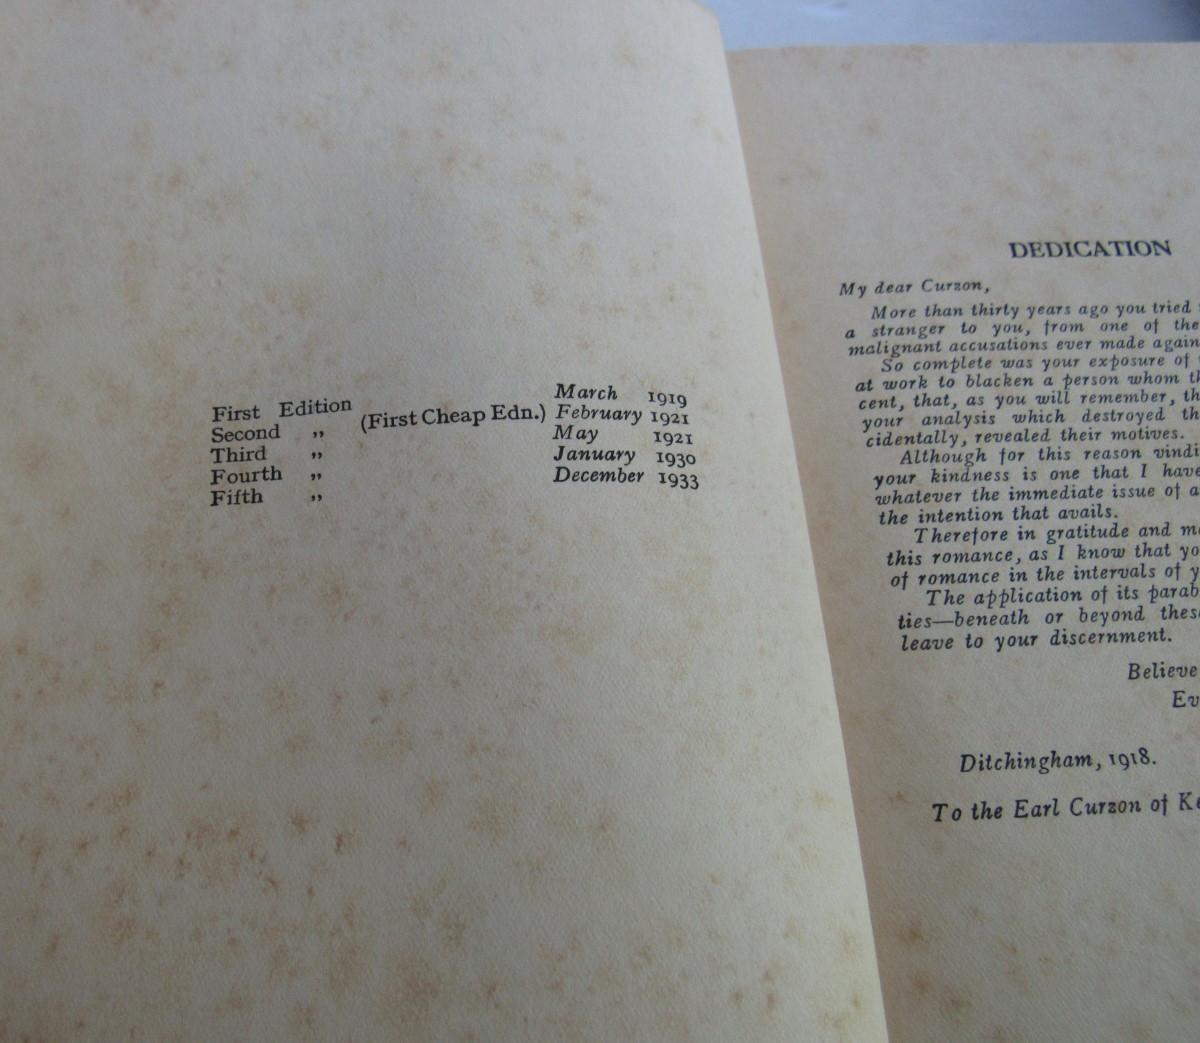 First Edition March 1919
Second „ (First Cheap Edn.) February 1921
Third „ May 1921
Fourth „ January 1930
Fifth „ December 1933
DEDICATION
My dear Curzon,
More than thirty years ago you tried
a stranger to you, from one of the
malignant accusations ever made again
So complete was your exposure of
at work to blacken a person whom th
cent, that, as you will remember, th
your analysis which destroyed th
cidentally, revealed their motives.
Although for this reason vindi
your kindness is one that I have
whatever the immediate issue of a
the intention that avails.
Therefore in gratitude and m
this romance, as I know that yo
of romance in the intervals of y
The application of its parab
ties—beneath or beyond thes
leave to your discernment.
Believe
Ev
Ditchingham, 1918.
To the Earl Curzon of Ke